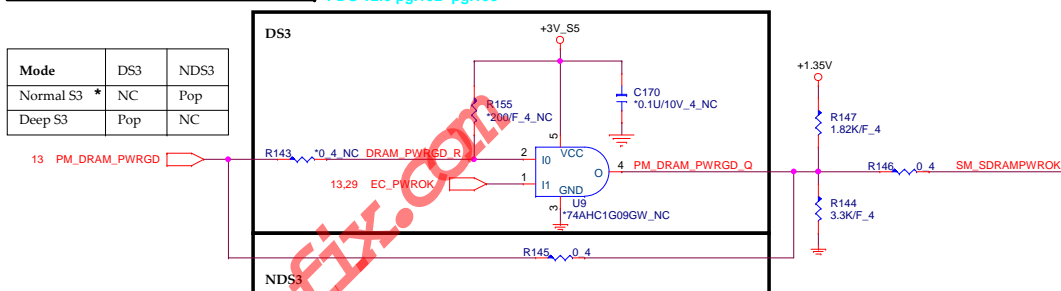 DS3
+3V_S5
Mode DS3 NDS3
Normal S3 * NC Pop
Deep S3 Pop NC
+1.35V
C170
*0.1U/10V_4_NC
R155
*200/F_4_NC
R147
1.82K/F_4
5
VCC
13 PM_DRAM_PWRGD
R143 *0_4_NC DRAM_PWRGD_R
2
I0
4
O
PM_DRAM_PWRGD_Q
R146 0_4
SM_SDRAMPWROK
13,29 EC_PWROK
1
I1
GND
U9
3
*74AHC1G09GW_NC
R144
3.3K/F_4
R145 0_4
NDS3
fix.com